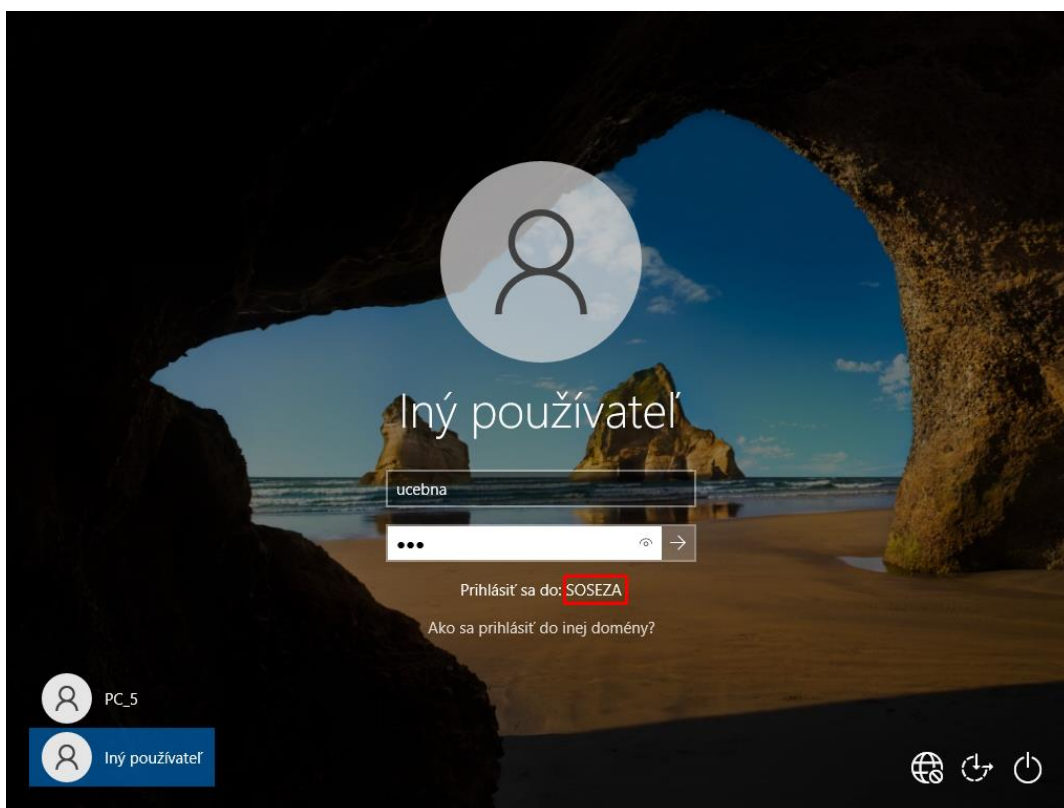 Iný používateľ
ucebna
Prihlásiť sa do: SOSEZA
Ako sa prihlásiť do inej domény?
PC_5
Iný používateľ